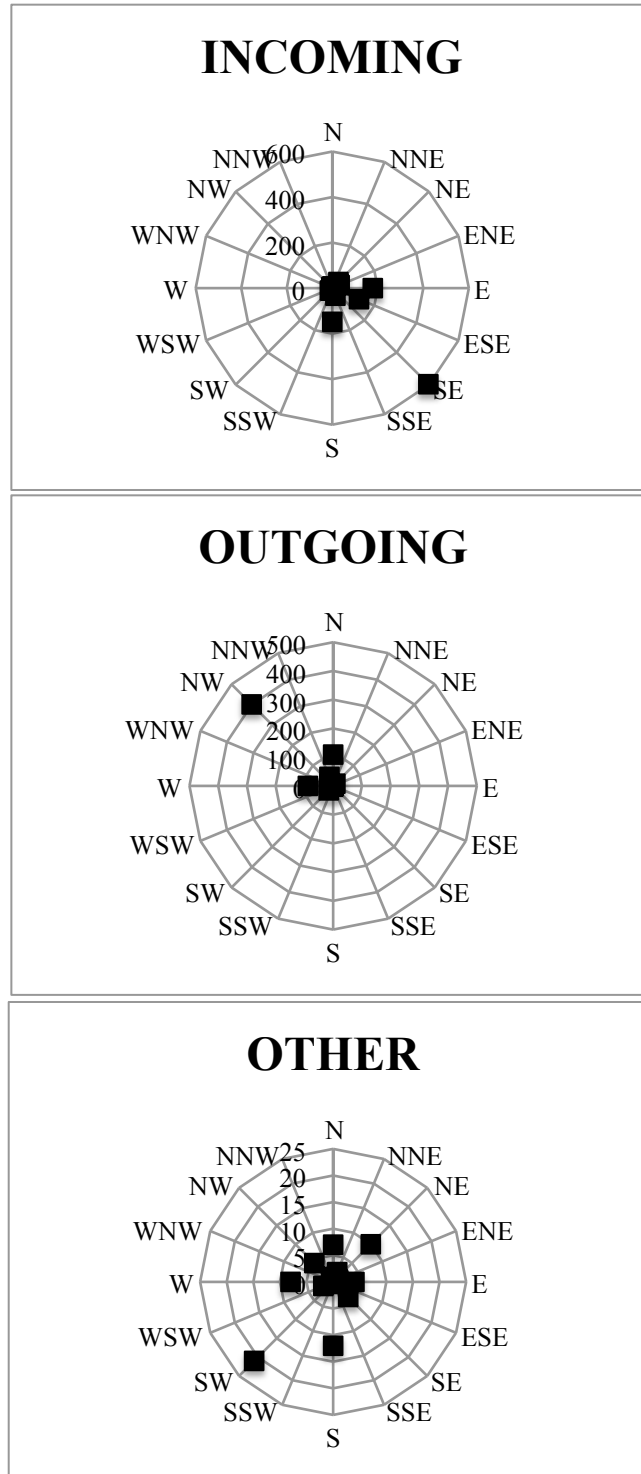 INCOMING
N
NNW 600 NNE
NW NE
400
WNW ENE
200
W 0 E
WSW ESE
SW SE
SSW SSE
S
OUTGOING
N
NNW 500 NNE
NW 400 NE
300
WNW ENE
200
100
W 0 E
WSW ESE
SW SE
SSW SSE
S
OTHER
N
NNW 25 NNE
NW 20 NE
15
WNW ENE
10
5
W 0 E
WSW ESE
SW SE
SSW SSE
S